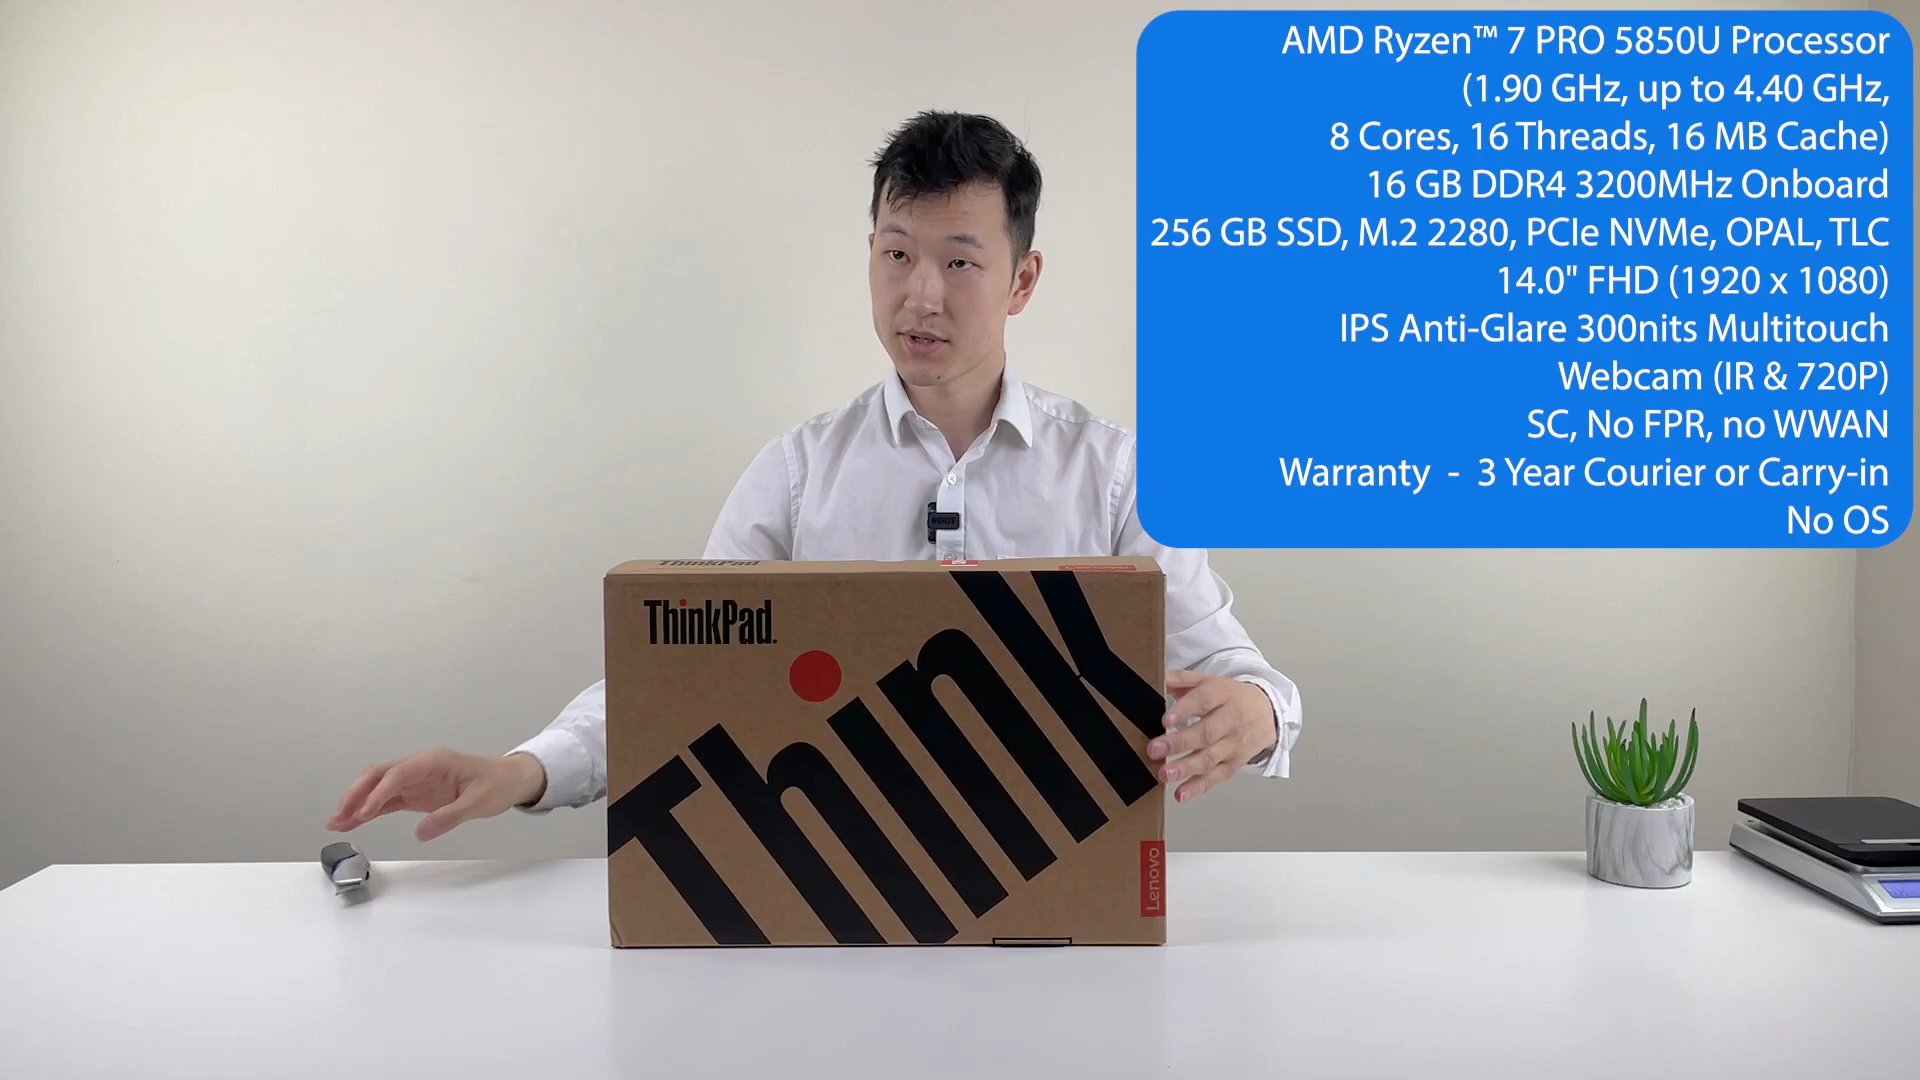 AMD Ryzen™ 7 PRO 5850U Processor
(1.90 GHz, up to 4.40 GHz,
8 Cores, 16 Threads, 16 MB Cache)
16 GB DDR4 3200MHz Onboard
256 GB SSD, M.2 2280, PCIe NVMe, OPAL, TLC
14.0" FHD (1920 x 1080)
IPS Anti-Glare 300nits Multitouch
Webcam (IR & 720P)
SC, No FPR, no WWAN
Warranty - 3 Year Courier or Carry-in
No OS
ThinkPad
ThinkPad.
Think
Lenovo